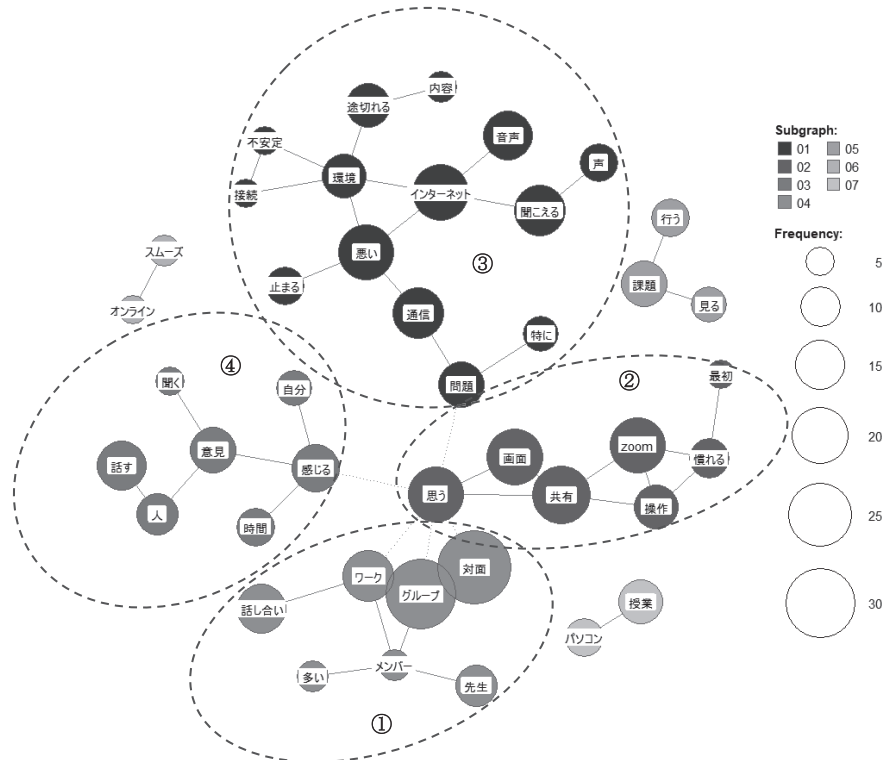 内容
途切れる
音声
不安定
声
環境
インターネット
接続
聞こえる
行う
悪い
③
スムーズ
止まる
課題
見る
オンライン
通信
特に
④
問題
②
最初
聞く
自分
zoom
意見
画面
慣れる
話す
感じる
思う
共有
操作
人
時間
対面
ワーク
グループ
話し合い
授業
パソコン
メンバー
多い
先生
①
Subgraph:
01 05
02 06
03 07
04
Frequency:
5
10
15
20
25
30